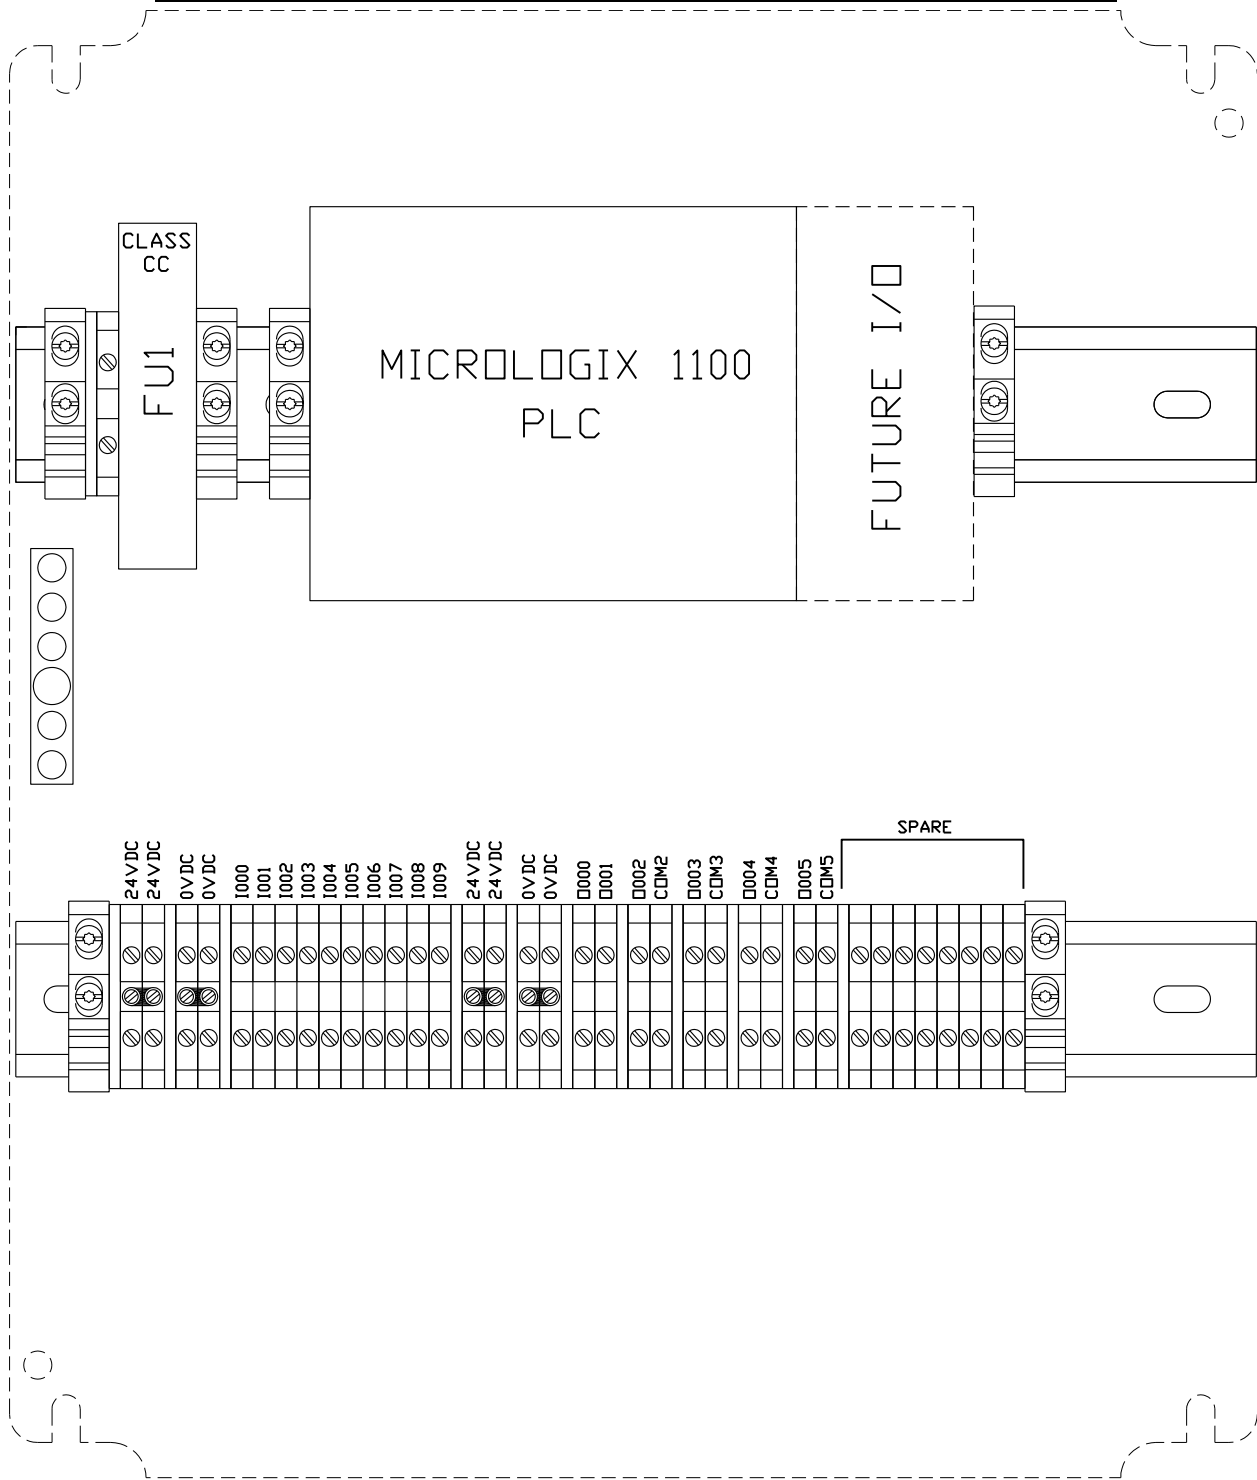 CLASS
CC
FU1
MICROLOGIX 1100
PLC
FUTURE I/O
SPARE
24VDC
24VDC
0VDC
0VDC
I000
I001
I002
I003
I004
I005
I006
I007
I008
I009
24VDC
24VDC
0VDC
0VDC
O000
O001
O002
COM2
O003
COM3
O004
COM4
O005
COM5